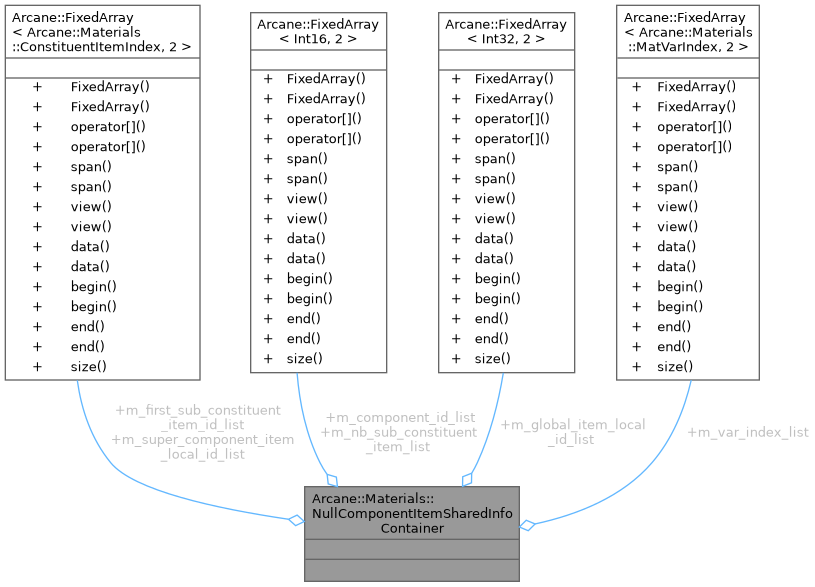 Arcane::FixedArray
< Arcane::Materials
::ConstituentItemIndex, 2 >
+ FixedArray()
+ FixedArray()
+ operator[]()
+ operator[]()
+ span()
+ span()
+ view()
+ view()
+ data()
+ data()
+ begin()
+ begin()
+ end()
+ end()
+ size()
Arcane::FixedArray
< Int16, 2 >
+ FixedArray()
+ FixedArray()
+ operator[]()
+ operator[]()
+ span()
+ span()
+ view()
+ view()
+ data()
+ data()
+ begin()
+ begin()
+ end()
+ end()
+ size()
Arcane::FixedArray
< Int32, 2 >
+ FixedArray()
+ FixedArray()
+ operator[]()
+ operator[]()
+ span()
+ span()
+ view()
+ view()
+ data()
+ data()
+ begin()
+ begin()
+ end()
+ end()
+ size()
Arcane::FixedArray
< Arcane::Materials
::MatVarIndex, 2 >
+ FixedArray()
+ FixedArray()
+ operator[]()
+ operator[]()
+ span()
+ span()
+ view()
+ view()
+ data()
+ data()
+ begin()
+ begin()
+ end()
+ end()
+ size()
+m_first_sub_constituent
_item_id_list
+m_super_component_item
_local_id_list
+m_component_id_list
+m_nb_sub_constituent
_item_list
+m_global_item_local
_id_list
+m_var_index_list
Arcane::Materials::
NullComponentItemSharedInfo
Container